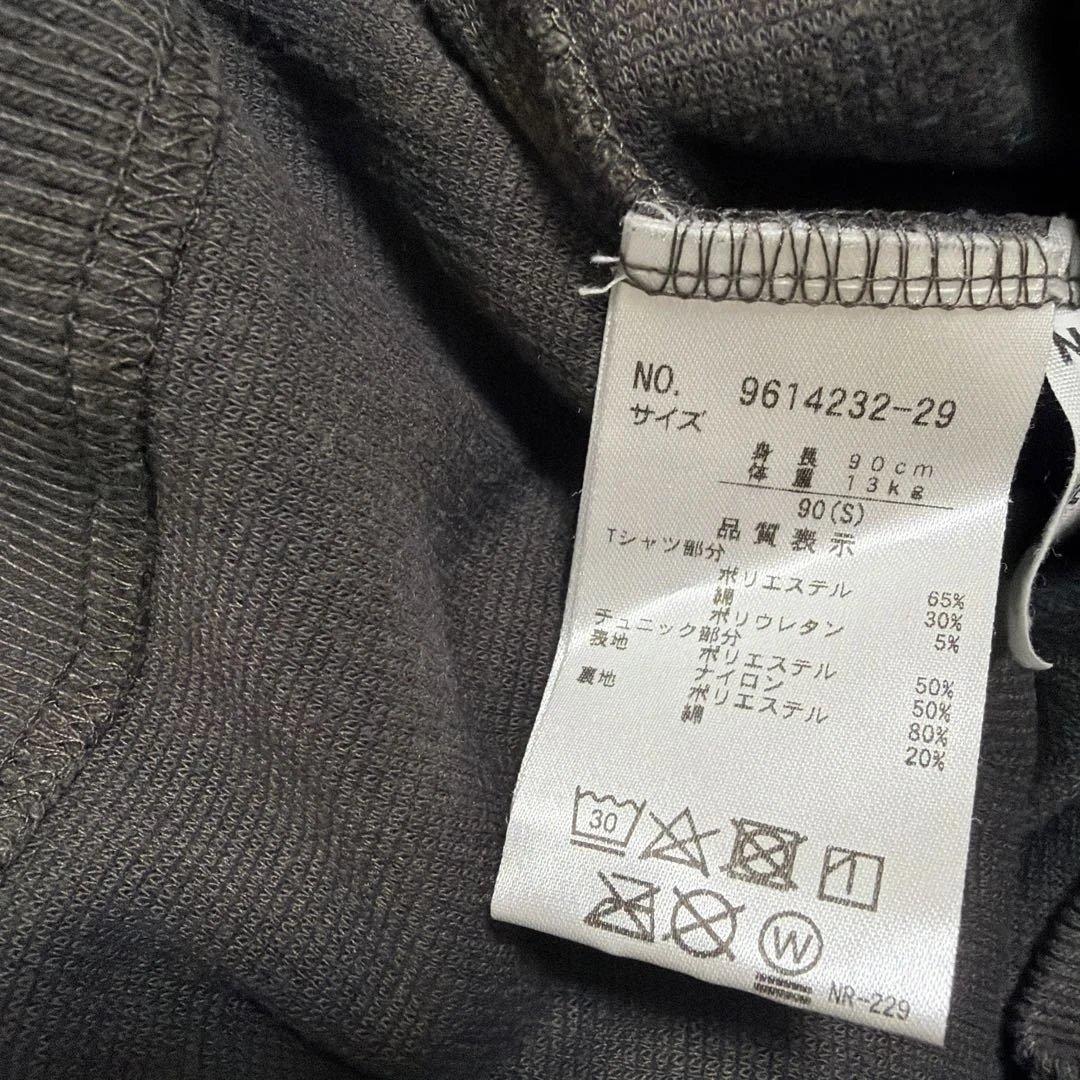 NO. 9614232-29
サイズ
身長 90cm
体重 13kg
90(S)
品質表示
Tシャツ部分
ポリエステル 65%
綿 30%
ポリウレタン 5%
チュニック部分
表地 ポリエステル 50%
ナイロン 50%
裏地 ポリエステル 80%
綿 20%
30
W
NR-229
N